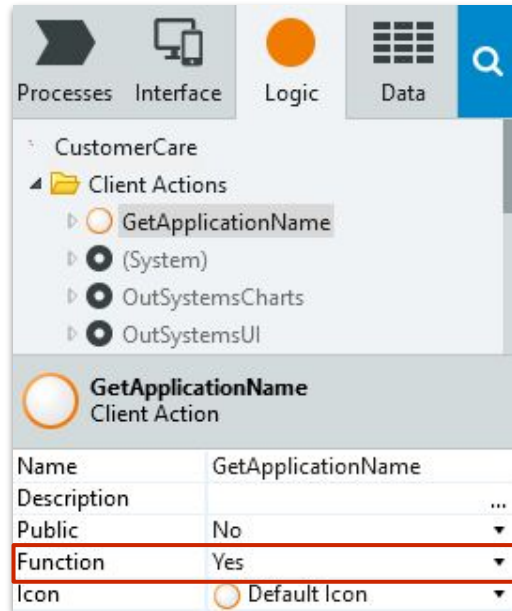 Processes Interface Logic Data
CustomerCare
Client Actions
GetApplicationName
(System)
OutSystemsCharts
OutSystemsUI
GetApplicationName
Client Action
Name GetApplicationName
Description ...
Public No
Function Yes
Icon Default Icon